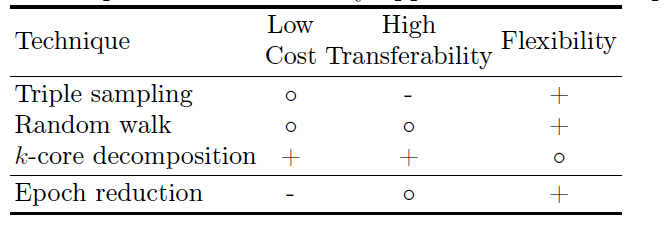 Technique Low Cost High Transferability Flexibility
Triple sampling ○ - +
Random walk ○ ○ +
k-core decomposition + + ○
Epoch reduction - ○ +